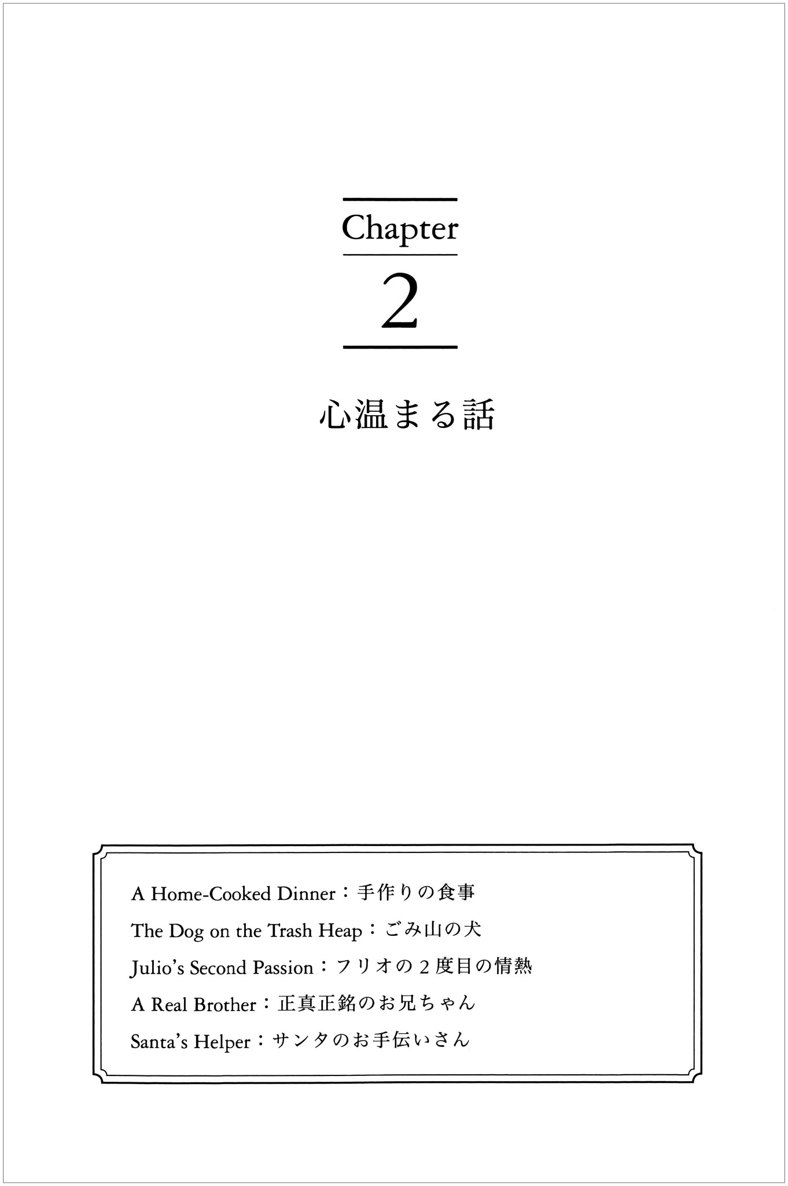 Chapter
2
心温まる話
A Home-Cooked Dinner：手作りの食事
The Dog on the Trash Heap：ごみ山の犬
Julio’s Second Passion：フリオの2度目の情熱
A Real Brother：正真正銘のお兄ちゃん
Santa’s Helper：サンタのお手伝いさん